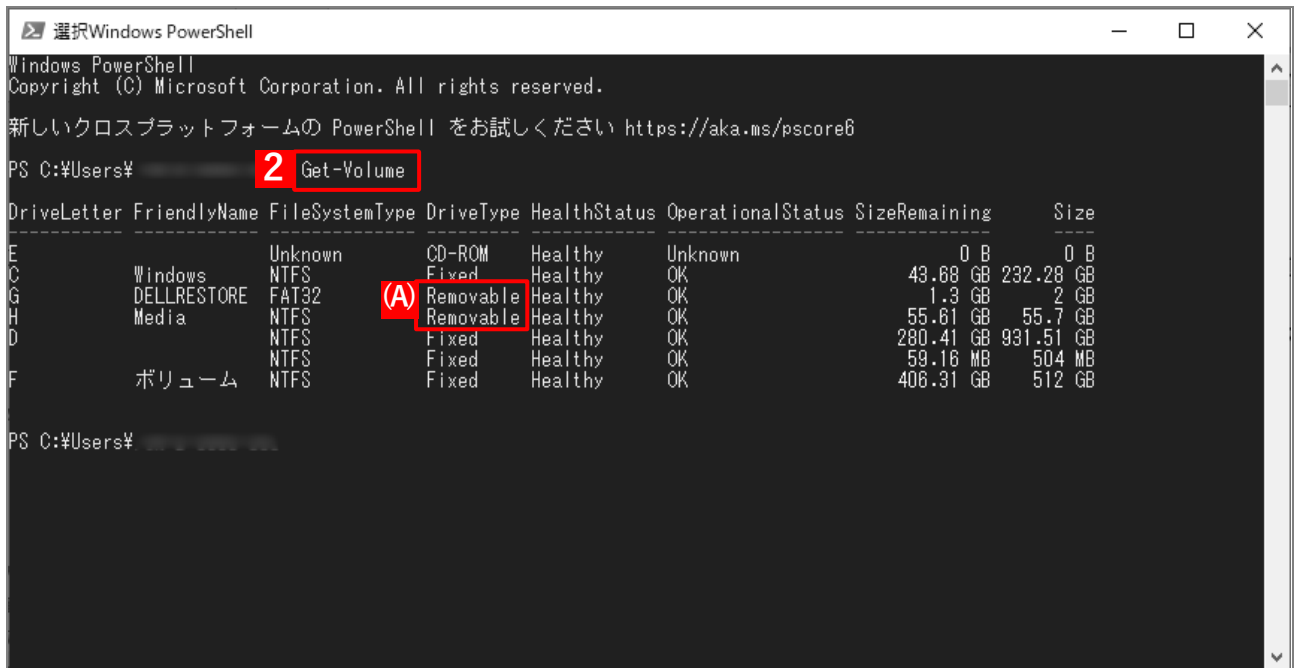 選択Windows PowerShell
Windows PowerShell
Copyright (C) Microsoft Corporation. All rights reserved.
新しいクロスプラットフォームの PowerShell をお試しください https://aka.ms/pscore6
PS C:¥Users¥ 2 Get-Volume
DriveLetter FriendlyName FileSystemType DriveType HealthStatus OperationalStatus SizeRemaining Size
----------- ------------ -------------- --------- ------------ ----------------- ------------- ----
E Unknown CD-ROM Healthy Unknown 0 B 0 B
C Windows NTFS Fixed Healthy OK 43.68 GB 232.28 GB
G DELLRESTORE FAT32 (A) Removable Healthy OK 1.3 GB 2 GB
H Media NTFS Removable Healthy OK 55.61 GB 55.7 GB
D NTFS Fixed Healthy OK 280.41 GB 931.51 GB
NTFS Fixed Healthy OK 59.16 MB 504 MB
F ボリューム NTFS Fixed Healthy OK 406.31 GB 512 GB
PS C:¥Users¥